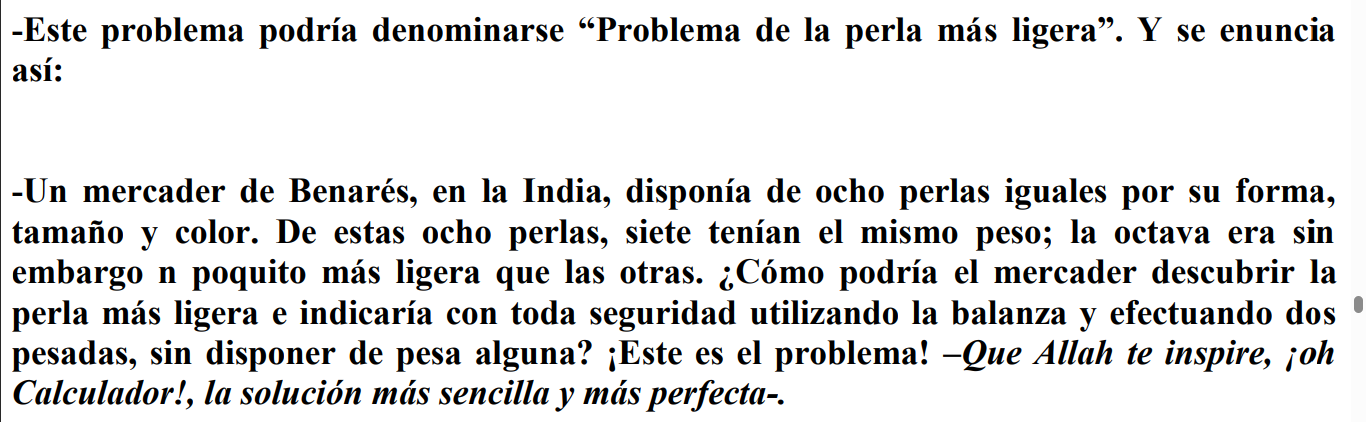 -Este problema podría denominarse “Problema de la perla más ligera”. Y se enuncia
así:
-Un mercader de Benarés, en la India, disponía de ocho perlas iguales por su forma,
tamaño y color. De estas ocho perlas, siete tenían el mismo peso; la octava era sin
embargo n poquito más ligera que las otras. ¿Cómo podría el mercader descubrir la
perla más ligera e indicaría con toda seguridad utilizando la balanza y efectuando dos
pesadas, sin disponer de pesa alguna? ¡Este es el problema! –Que Allah te inspire, ¡oh
Calculador!, la solución más sencilla y más perfecta-.